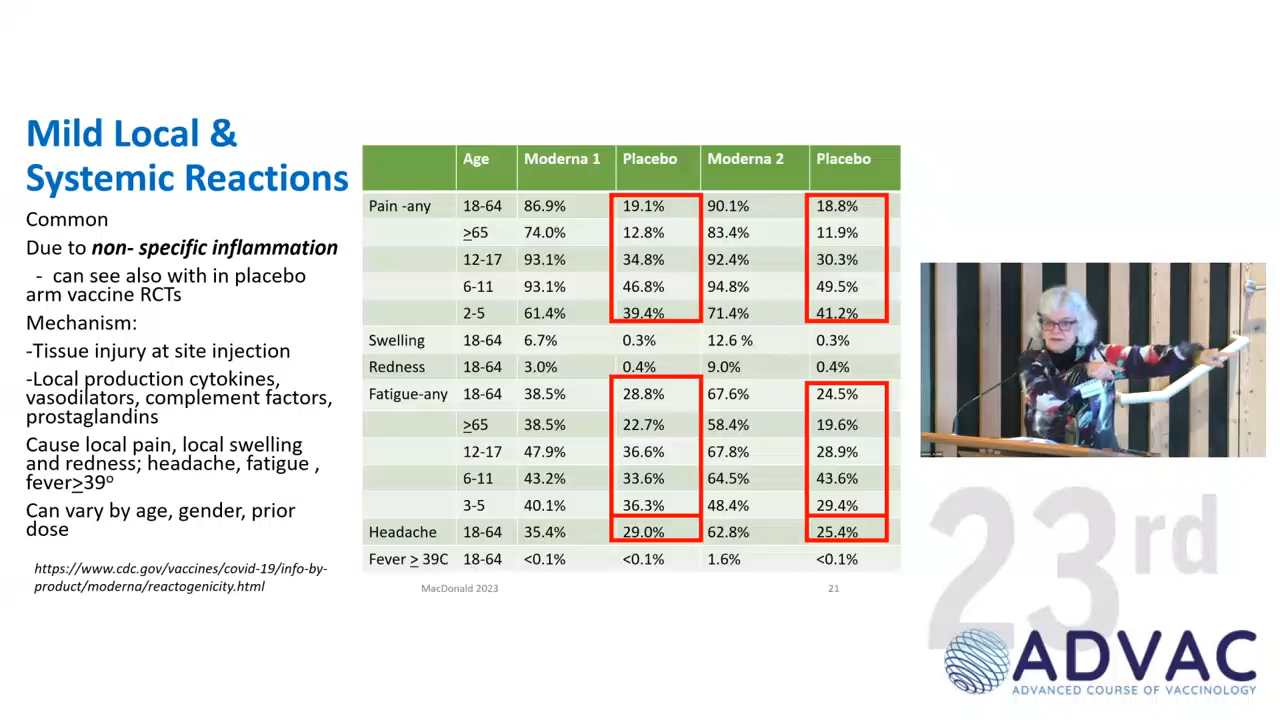 Mild Local &
Systemic Reactions
Common
Due to non- specific inflammation
- can see also with in placebo
arm vaccine RCTs
Mechanism:
-Tissue injury at site injection
-Local production cytokines,
vasodilators, complement factors,
prostaglandins
Cause local pain, local swelling
and redness; headache, fatigue ,
fever≥39º
Can vary by age, gender, prior
dose
https://www.cdc.gov/vaccines/covid-19/info-by-
product/moderna/reactogenicity.html
Age Moderna 1 Placebo Moderna 2 Placebo
Pain -any 18-64 86.9% 19.1% 90.1% 18.8%
≥65 74.0% 12.8% 83.4% 11.9%
12-17 93.1% 34.8% 92.4% 30.3%
6-11 93.1% 46.8% 94.8% 49.5%
2-5 61.4% 39.4% 71.4% 41.2%
Swelling 18-64 6.7% 0.3% 12.6 % 0.3%
Redness 18-64 3.0% 0.4% 9.0% 0.4%
Fatigue-any 18-64 38.5% 28.8% 67.6% 24.5%
≥65 38.5% 22.7% 58.4% 19.6%
12-17 47.9% 36.6% 67.8% 28.9%
6-11 43.2% 33.6% 64.5% 43.6%
3-5 40.1% 36.3% 48.4% 29.4%
Headache 18-64 35.4% 29.0% 62.8% 25.4%
Fever ≥ 39C 18-64 <0.1% <0.1% 1.6% <0.1%
MacDonald 2023 21
23rd
ADVAC
ADVANCED COURSE OF VACCINOLOGY